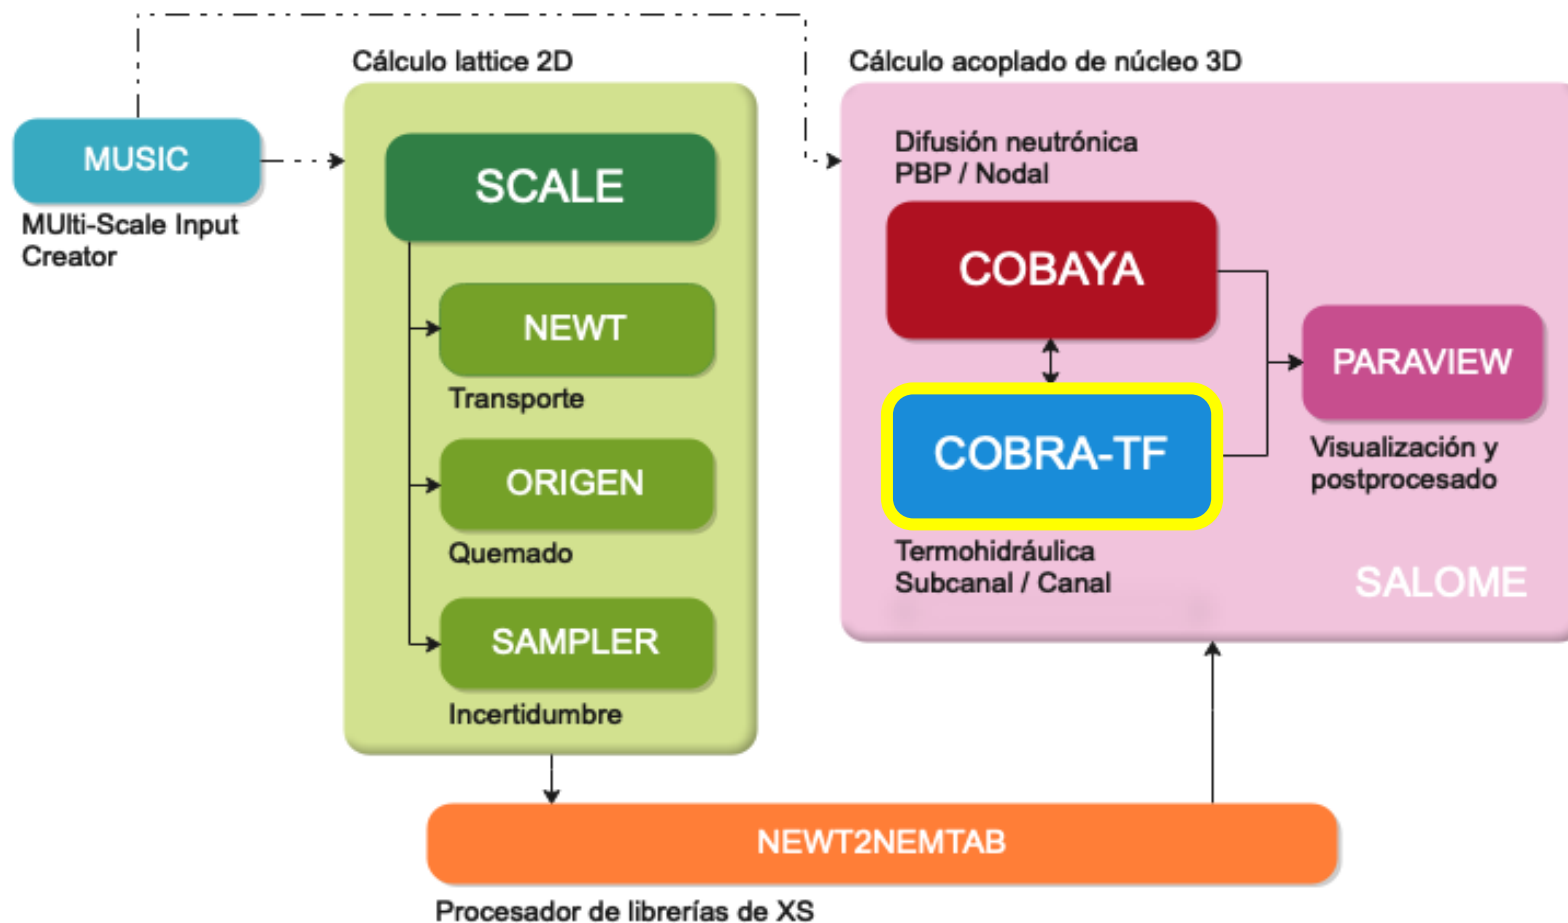 Cálculo lattice 2D
Cálculo acoplado de núcleo 3D
MUSIC
MUlti-Scale Input
Creator
SCALE
NEWT
Transporte
ORIGEN
Quemado
SAMPLER
Incertidumbre
Difusión neutrónica
PBP / Nodal
COBAYA
COBRA-TF
Termohidráulica
Subcanal / Canal
PARAVIEW
Visualización y
postprocesado
SALOME
NEWT2NEMTAB
Procesador de librerías de XS